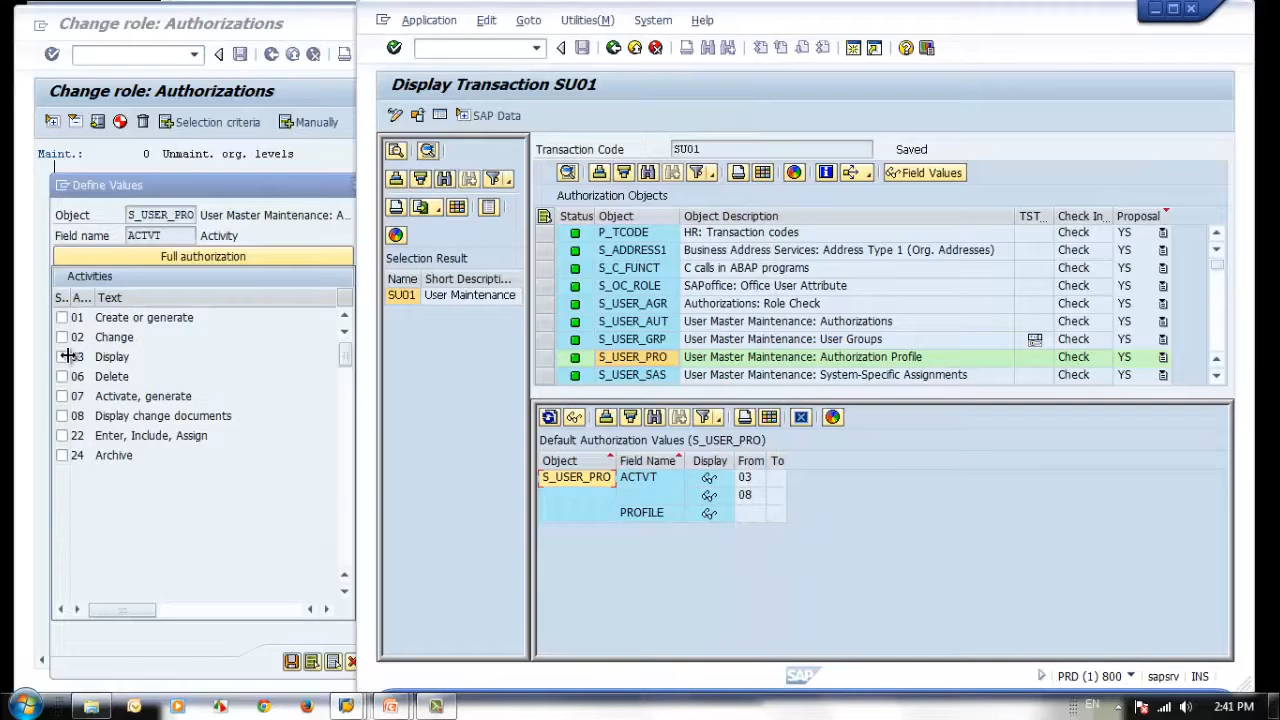 Change role: Authorizations
Change role: Authorizations
Selection criteria
Manually
Maint.: 0 Unmaint. org. levels
Define Values
Object S_USER_PRO User Master Maintenance: A...
Field name ACTVT Activity
Full authorization
Activities
S.. A... Text
01 Create or generate
02 Change
03 Display
06 Delete
07 Activate, generate
08 Display change documents
22 Enter, Include, Assign
24 Archive
Application Edit Goto Utilities(M) System Help
Display Transaction SU01
SAP Data
Selection Result
Name Short Descripti...
SU01 User Maintenance
Transaction Code SU01 Saved
Field Values
Authorization Objects
Status Object Object Description TST... Check In... Proposal
P_TCODE HR: Transaction codes Check YS
S_ADDRESS1 Business Address Services: Address Type 1 (Org. Addresses) Check YS
S_C_FUNCT C calls in ABAP programs Check YS
S_OC_ROLE SAPoffice: Office User Attribute Check YS
S_USER_AGR Authorizations: Role Check Check YS
S_USER_AUT User Master Maintenance: Authorizations Check YS
S_USER_GRP User Master Maintenance: User Groups Check YS
S_USER_PRO User Master Maintenance: Authorization Profile Check YS
S_USER_SAS User Master Maintenance: System-Specific Assignments Check YS
Default Authorization Values (S_USER_PRO)
Object Field Name Display From To
S_USER_PRO ACTVT 03
08
PROFILE
SAP
PRD (1) 800 sapsrv INS
EN 2:41 PM